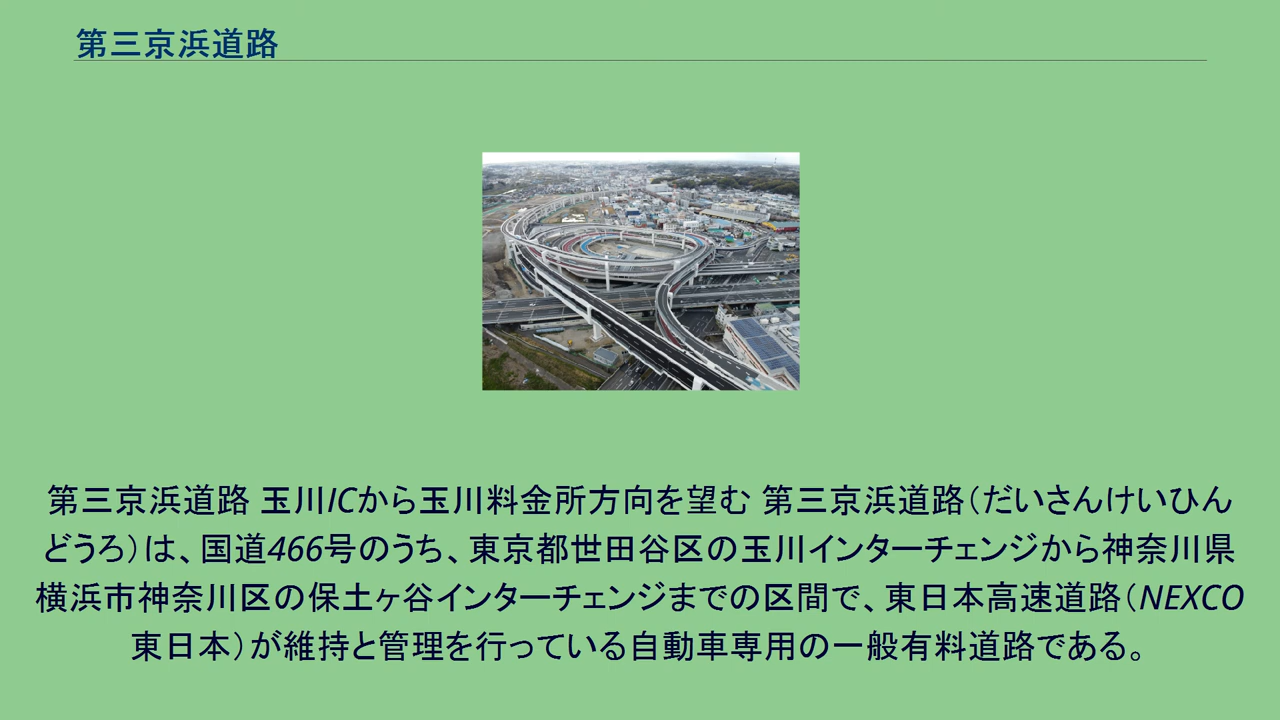 第三京浜道路
第三京浜道路 玉川ICから玉川料金所方向を望む 第三京浜道路（だいさんけいひん
どうろ）は、国道466号のうち、東京都世田谷区の玉川インターチェンジから神奈川県
横浜市神奈川区の保土ヶ谷インターチェンジまでの区間で、東日本高速道路（NEXCO
東日本）が維持と管理を行っている自動車専用の一般有料道路である。